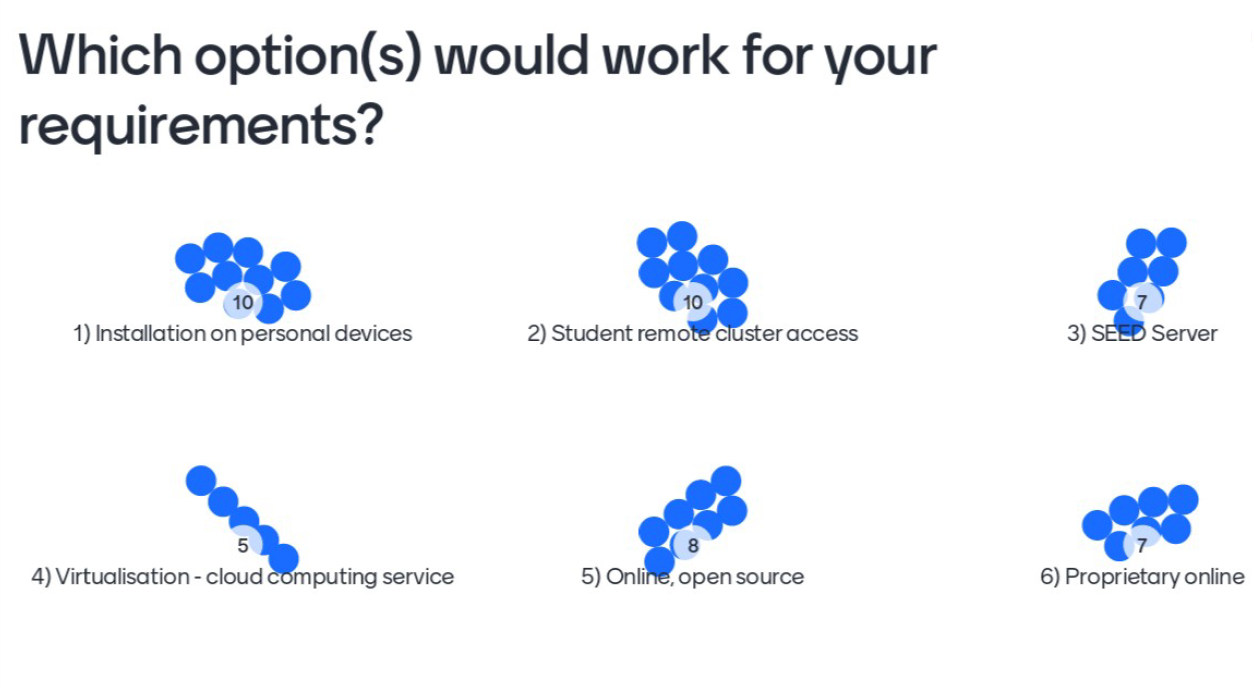 Which option(s) would work for your
requirements?
10
10
7
1) Installation on personal devices
2) Student remote cluster access
3) SEED Server
5
8
7
4) Virtualisation - cloud computing service
5) Online, open source
6) Proprietary online